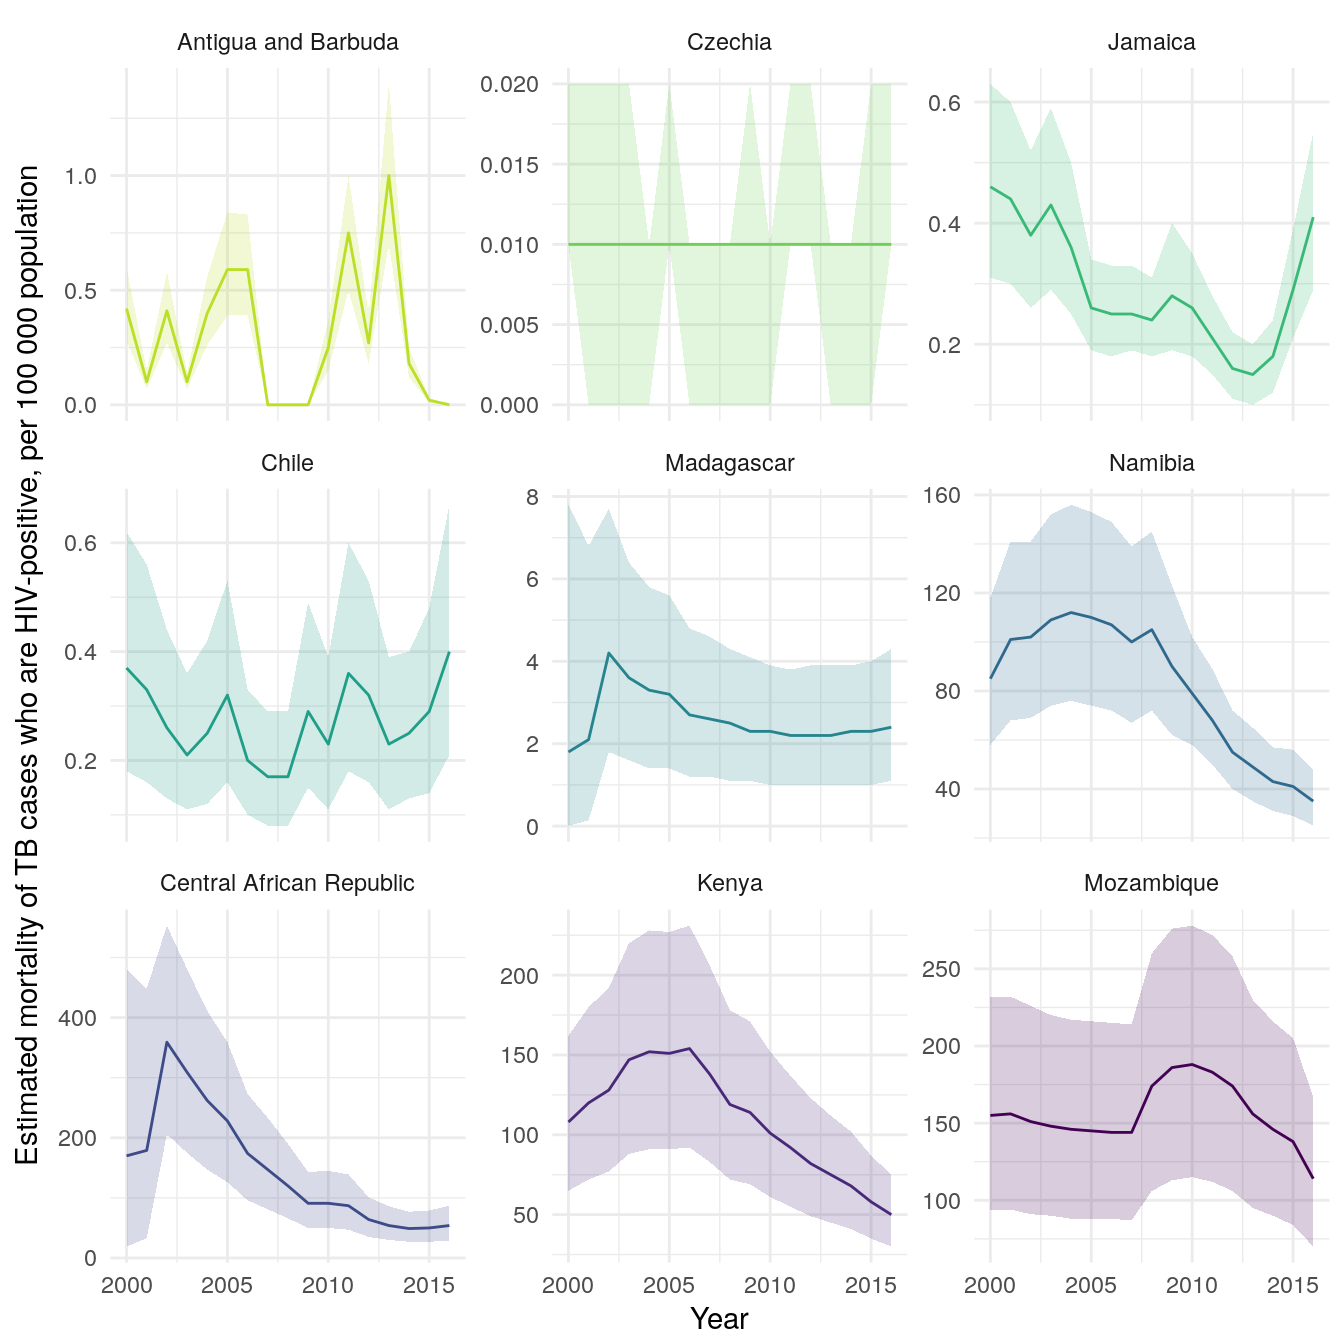 Estimated mortality of TB cases who are HIV-positive, per 100 000 population
Antigua and Barbuda
1.0
0.5
0.0
Czechia
0.020
0.015
0.010
0.005
0.000
Jamaica
0.6
0.4
0.2
Chile
0.6
0.4
0.2
Madagascar
8
6
4
2
0
Namibia
160
120
80
40
Central African Republic
400
200
0
2000 2005 2010 2015
Kenya
200
150
100
50
2000 2005 2010 2015
Mozambique
250
200
150
100
2000 2005 2010 2015
Year